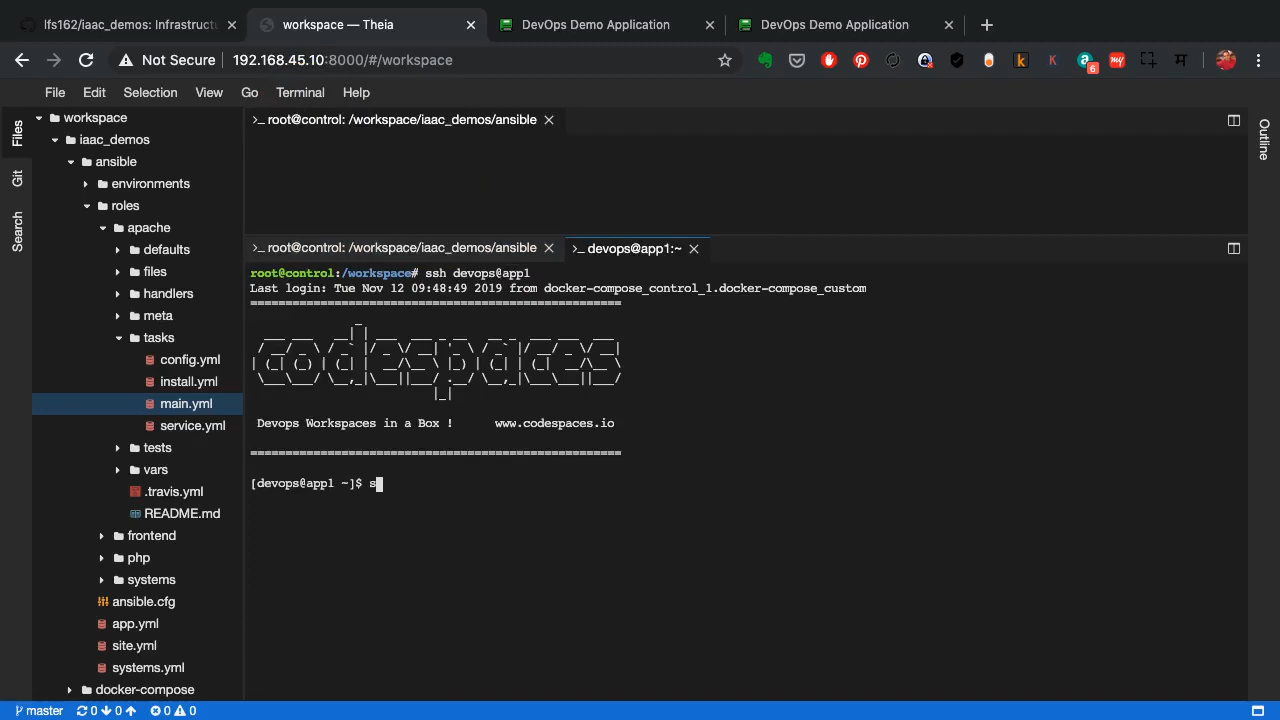 lfs162/iaac_demos: Infrastructu
workspace — Theia
DevOps Demo Application
DevOps Demo Application
Not Secure
192.168.45.10:8000/#/workspace
6
File Edit Selection View Go Terminal Help
Files
Git
Search
Outline
workspace
iaac_demos
ansible
environments
roles
apache
defaults
files
handlers
meta
tasks
config.yml
install.yml
main.yml
service.yml
tests
vars
.travis.yml
README.md
frontend
php
systems
ansible.cfg
app.yml
site.yml
systems.yml
docker-compose
>_ root@control: /workspace/iaac_demos/ansible
>_ root@control: /workspace/iaac_demos/ansible
>_ devops@app1:~
root@control:/workspace# ssh devops@app1
Last login: Tue Nov 12 09:48:49 2019 from docker-compose_control_1.docker-compose_custom
=====================================================
codespaces
Devops Workspaces in a Box ! www.codespaces.io
=====================================================
[devops@app1 ~]$ s
master 0 0 0 0